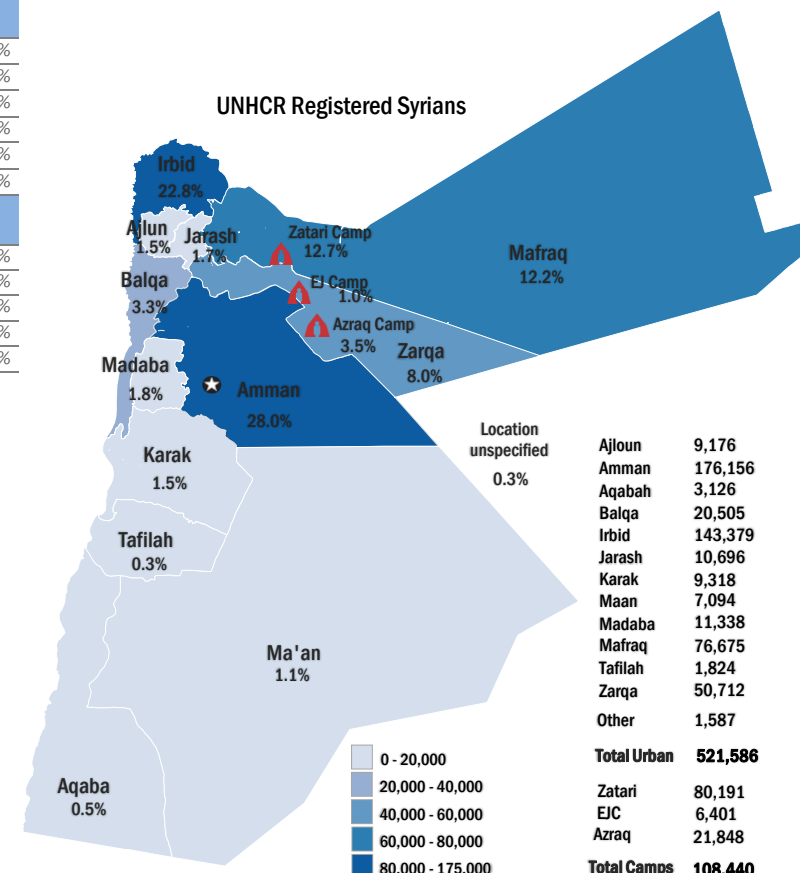 %
%
%
%
%
%
%
%
%
%
%
UNHCR Registered Syrians
Irbid
22.8%
Ajlun
1.5%
Jarash
1.7%
Zatari Camp
12.7%
Mafraq
12.2%
Balqa
3.3%
EJ Camp
1.0%
Azraq Camp
3.5%
Zarqa
8.0%
Madaba
1.8%
Amman
28.0%
Location
unspecified
0.3%
Karak
1.5%
Tafilah
0.3%
Ma'an
1.1%
Aqaba
0.5%
0 - 20,000
20,000 - 40,000
40,000 - 60,000
60,000 - 80,000
80,000 - 175,000
Ajloun 9,176
Amman 176,156
Aqabah 3,126
Balqa 20,505
Irbid 143,379
Jarash 10,696
Karak 9,318
Maan 7,094
Madaba 11,338
Mafraq 76,675
Tafilah 1,824
Zarqa 50,712
Other 1,587
Total Urban 521,586
Zatari 80,191
EJC 6,401
Azraq 21,848
Total Camps 108,440